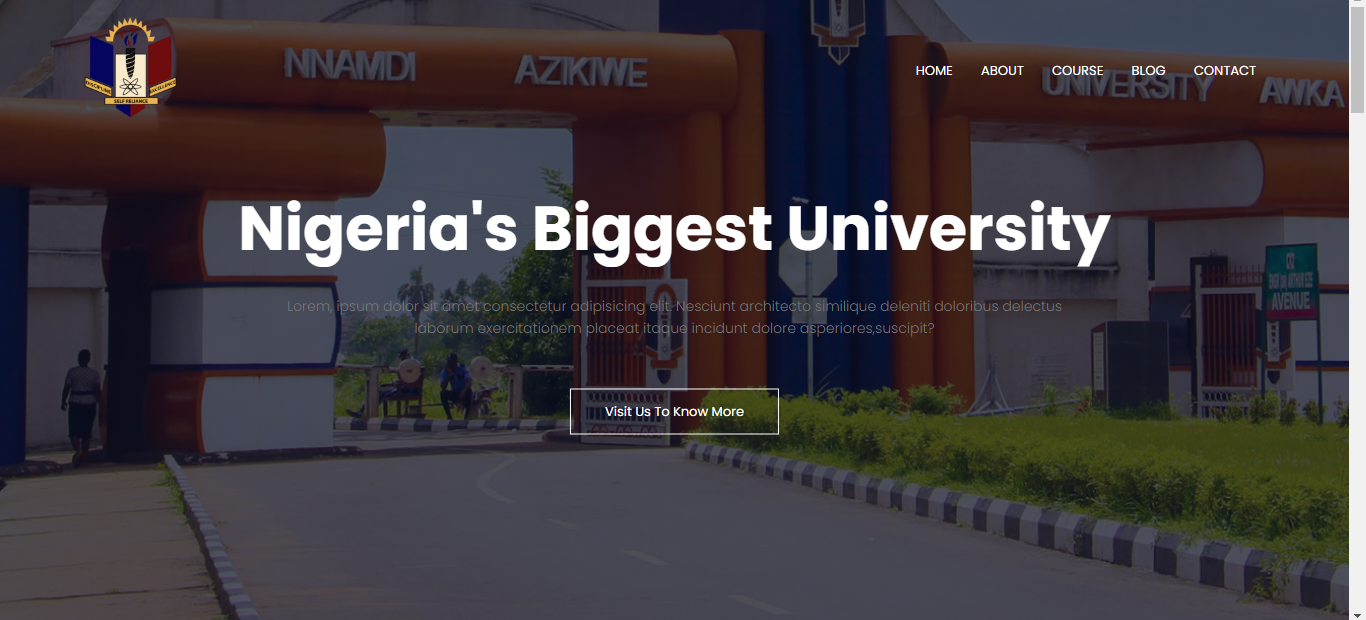 NNAMDI AZIKIWE UNIVERSITY AWKA
DISCIPLINE EXCELLENCE
SELF RELIANCE
HOME ABOUT COURSE BLOG CONTACT
Nigeria's Biggest University
Lorem, ipsum dolor sit amet consectetur adipisicing elit. Nesciunt architecto similique deleniti doloribus delectus
laborum exercitationem placeat itaque incidunt dolore asperiores,suscipit?
AVENUE
Visit Us To Know More